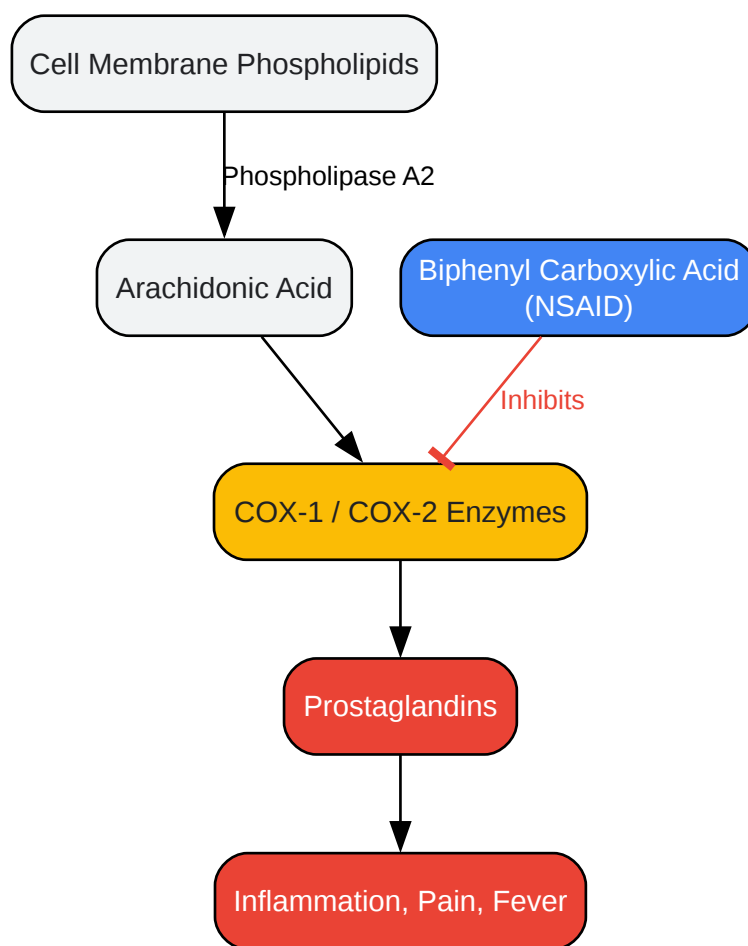 Cell Membrane Phospholipids
Phospholipase A2
Arachidonic Acid
Biphenyl Carboxylic Acid
(NSAID)
Inhibits
COX-1 / COX-2 Enzymes
Prostaglandins
Inflammation, Pain, Fever